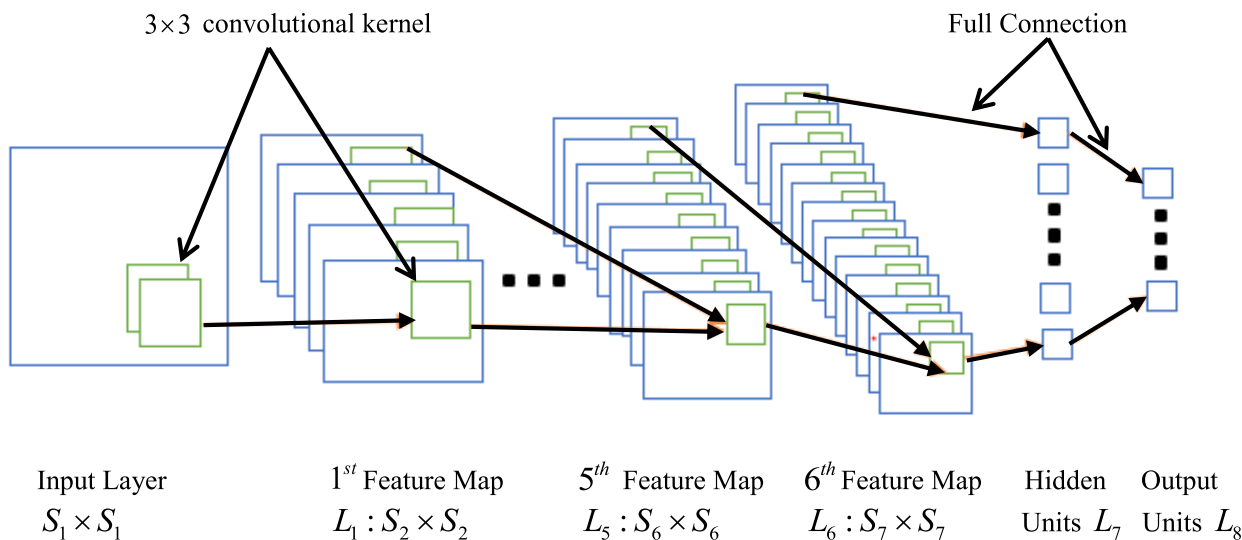 3×3 convolutional kernel
Full Connection
Input Layer
S₁ × S₁
1ˢᵗ Feature Map
L₁ : S₂ × S₂
5ᵗʰ Feature Map
L₅ : S₆ × S₆
6ᵗʰ Feature Map
L₆ : S₇ × S₇
Hidden
Units L₇
Output
Units L₈